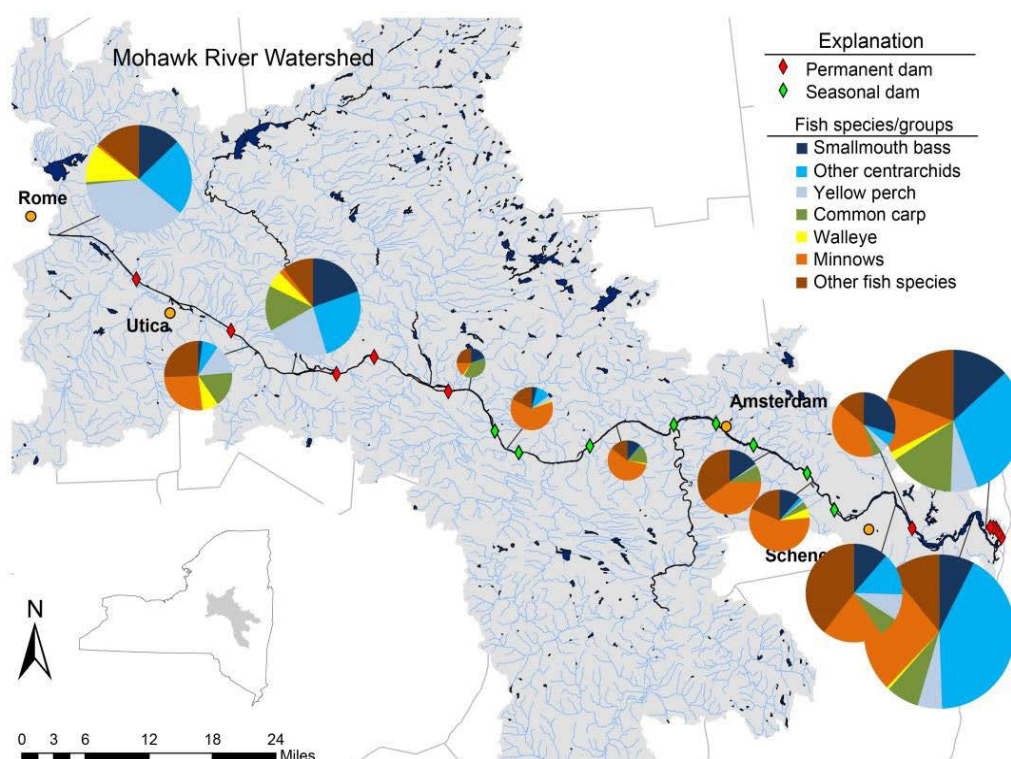 Mohawk River Watershed
Explanation
Permanent dam
Seasonal dam
Fish species/groups
Smallmouth bass
Other centrarchids
Yellow perch
Common carp
Walleye
Minnows
Other fish species
Rome
Utica
Amsterdam
Schene
N
0 3 6 12 18 24
Miles